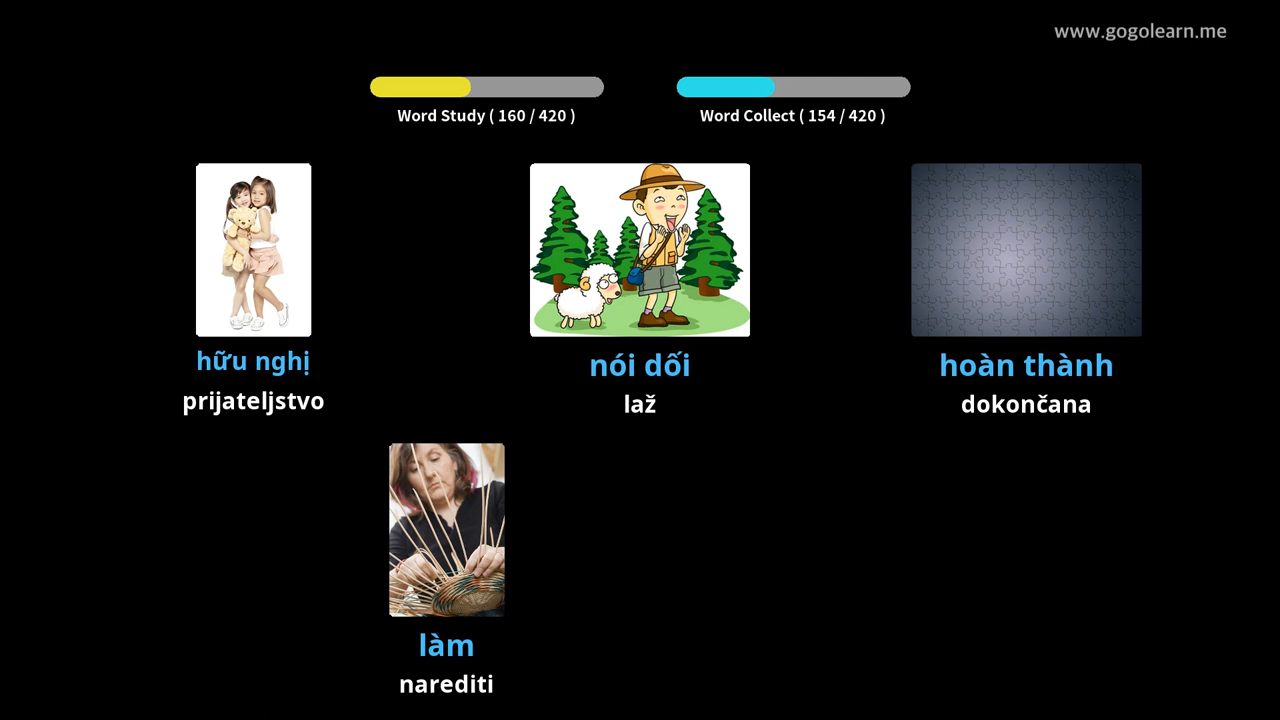 www.gogolearn.me
Word Study ( 160 / 420 )
Word Collect ( 154 / 420 )
hữu nghị
prijateljstvo
nói dối
laž
hoàn thành
dokončana
làm
narediti